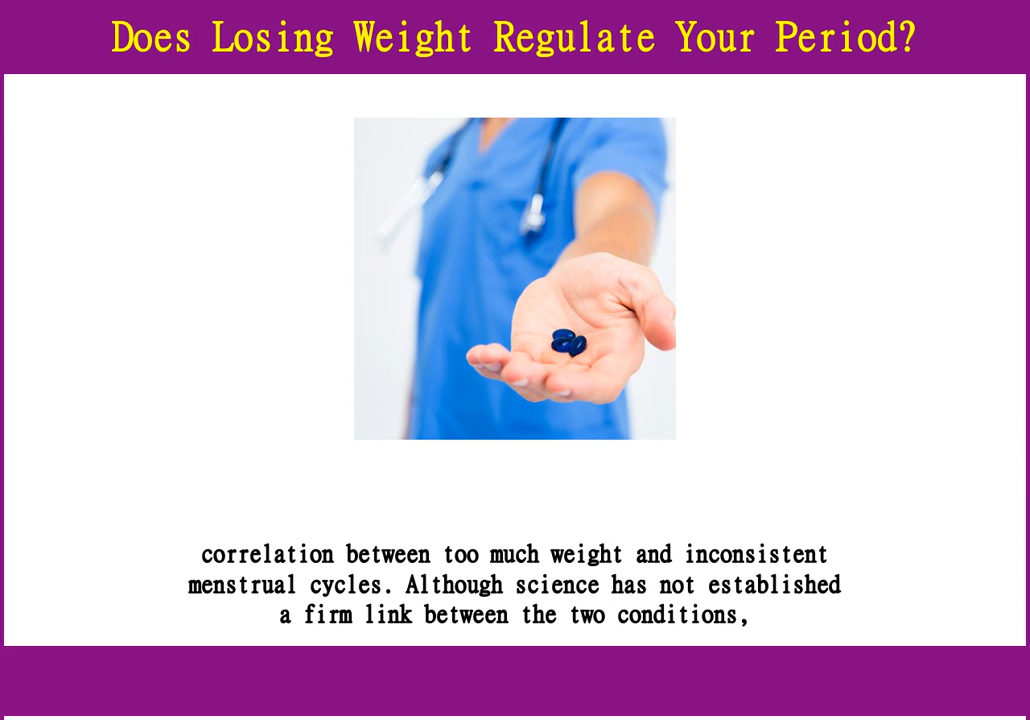 Does Losing Weight Regulate Your Period?
correlation between too much weight and inconsistent
menstrual cycles. Although science has not established
a firm link between the two conditions,